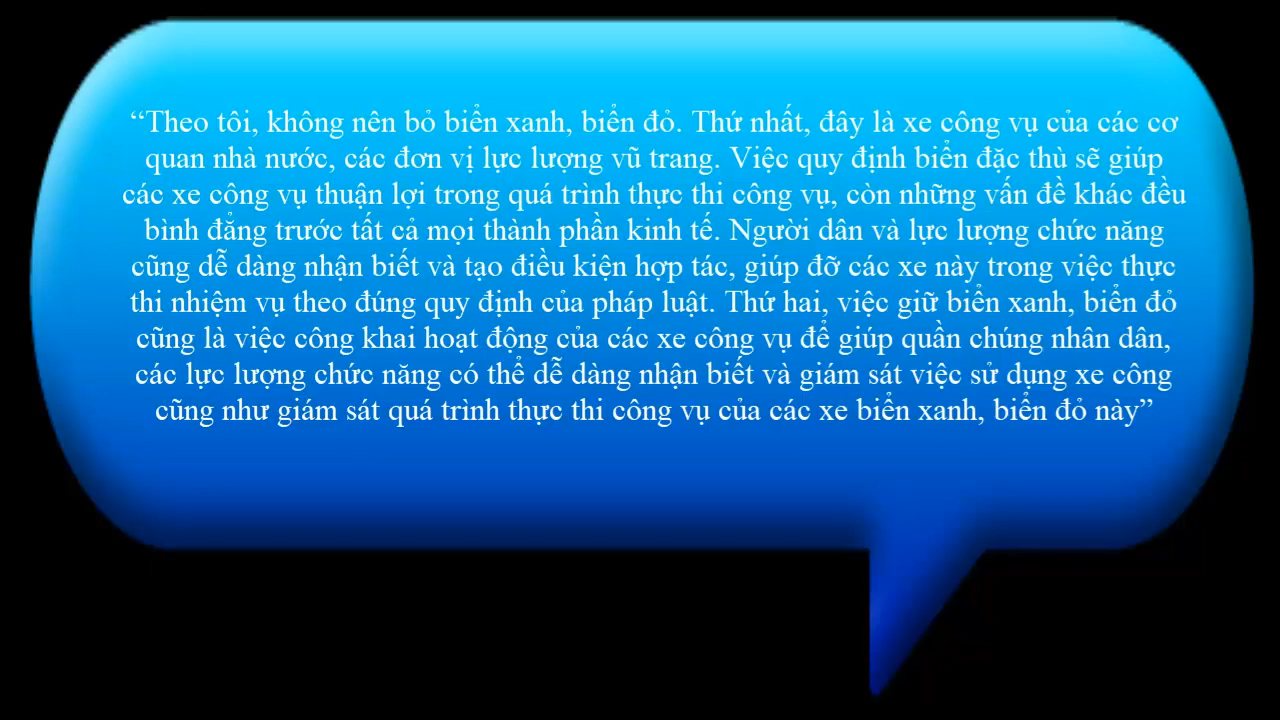 “Theo tôi, không nên bỏ biển xanh, biển đỏ. Thứ nhất, đây là xe công vụ của các cơ
quan nhà nước, các đơn vị lực lượng vũ trang. Việc quy định biển đặc thù sẽ giúp
các xe công vụ thuận lợi trong quá trình thực thi công vụ, còn những vấn đề khác đều
bình đẳng trước tất cả mọi thành phần kinh tế. Người dân và lực lượng chức năng
cũng dễ dàng nhận biết và tạo điều kiện hợp tác, giúp đỡ các xe này trong việc thực
thi nhiệm vụ theo đúng quy định của pháp luật. Thứ hai, việc giữ biển xanh, biển đỏ
cũng là việc công khai hoạt động của các xe công vụ để giúp quần chúng nhân dân,
các lực lượng chức năng có thể dễ dàng nhận biết và giám sát việc sử dụng xe công
cũng như giám sát quá trình thực thi công vụ của các xe biển xanh, biển đỏ này”